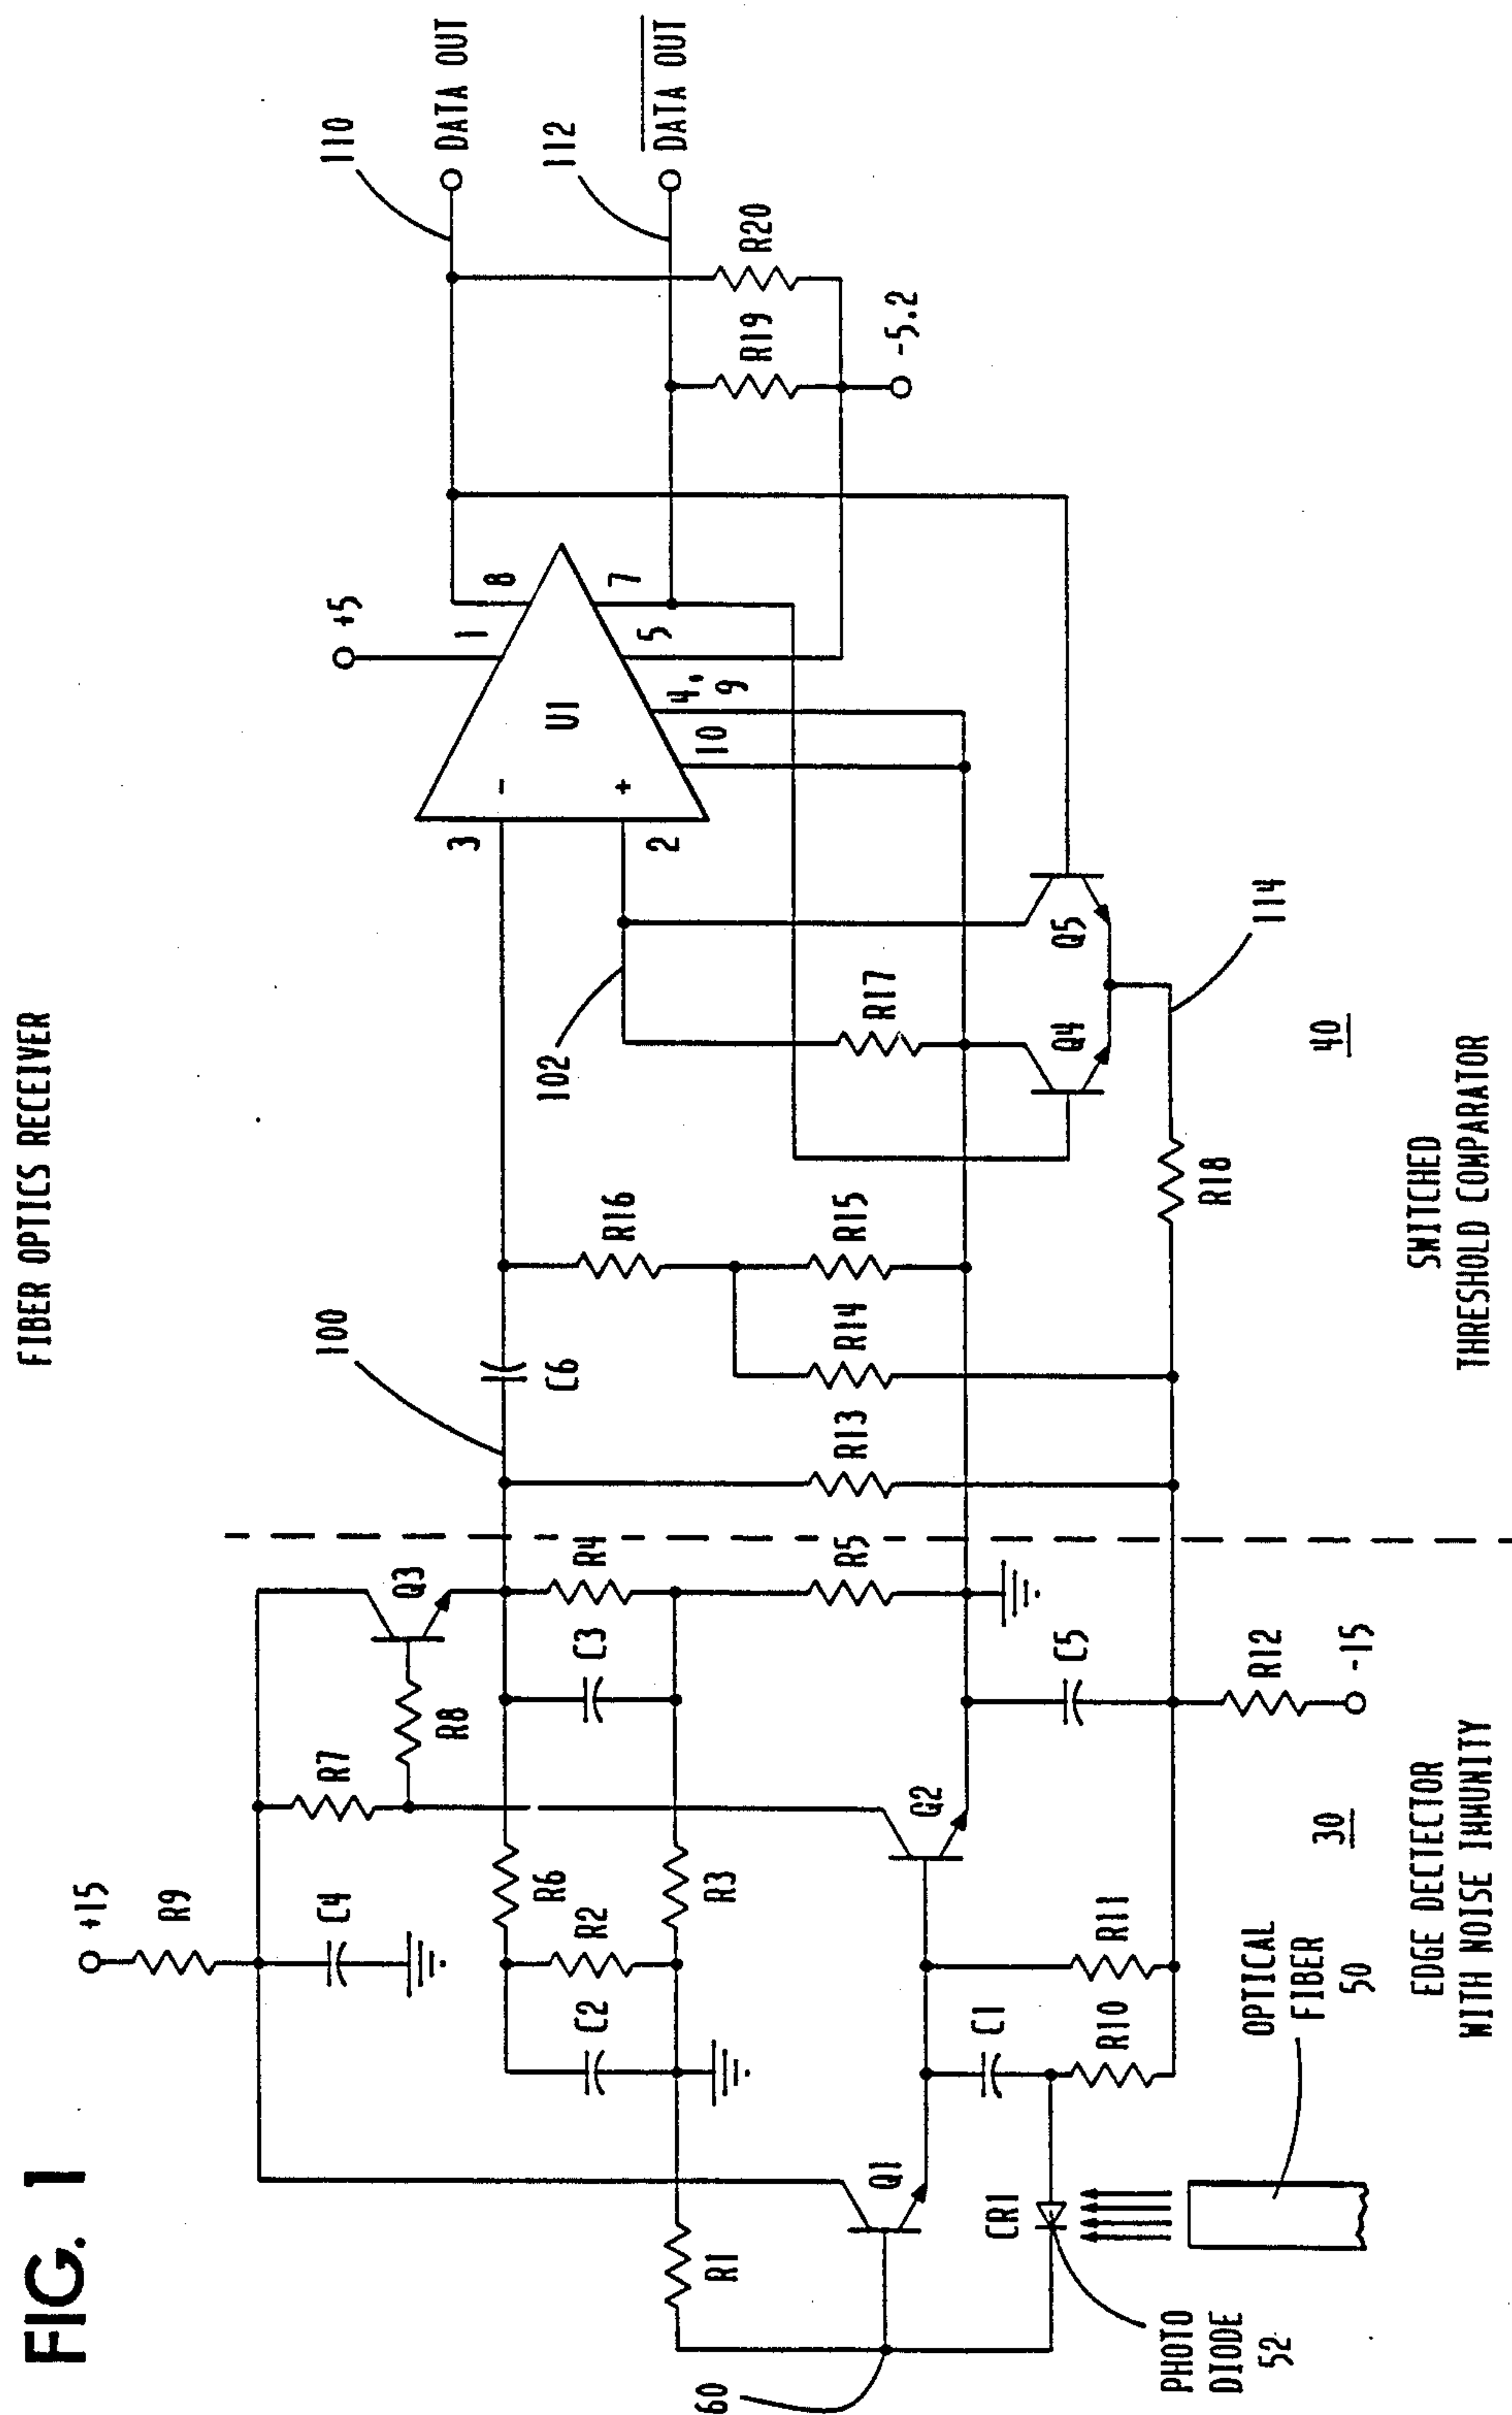 FIG. 1
FIBER OPTICS RECEIVER
+15
R9
C4
R7
R8
Q3
R6
C2
R2
C3
R4
R3
R1
R5
Q1
Q2
60
CR1
C1
R10
R11
C5
R12
-15
PHOTO
DIODE
52
OPTICAL
FIBER
50
30
EDGE DECTECTOR
WITH NOISE IMMUNITY
100
C6
R13
R14
R16
R15
102
R17
Q4
Q5
R18
114
40
SWITCHED
THRESHOLD COMPARATOR
+5
U1
-
+
3
2
1
8
7
5
4,
9
10
110
DATA OUT
112
DATA OUT
R19
R20
-5.2